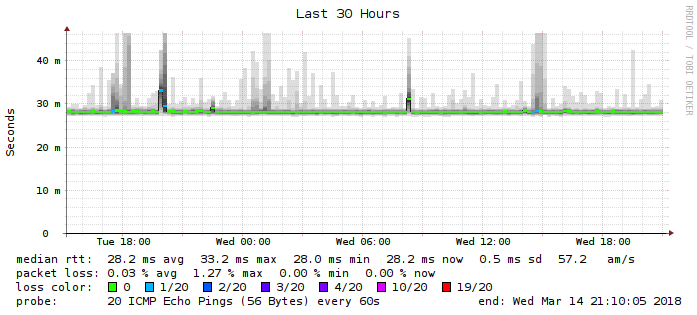 Last 30 Hours
RRDTOOL / TOBI OETIKER
Seconds
40 m
30 m
20 m
10 m
0
Tue 18:00 Wed 00:00 Wed 06:00 Wed 12:00 Wed 18:00
median rtt: 28.2 ms avg 33.2 ms max 28.0 ms min 28.2 ms now 0.5 ms sd 57.2 am/s
packet loss: 0.03 % avg 1.27 % max 0.00 % min 0.00 % now
loss color: 0 1/20 2/20 3/20 4/20 10/20 19/20
probe: 20 ICMP Echo Pings (56 Bytes) every 60s end: Wed Mar 14 21:10:05 2018